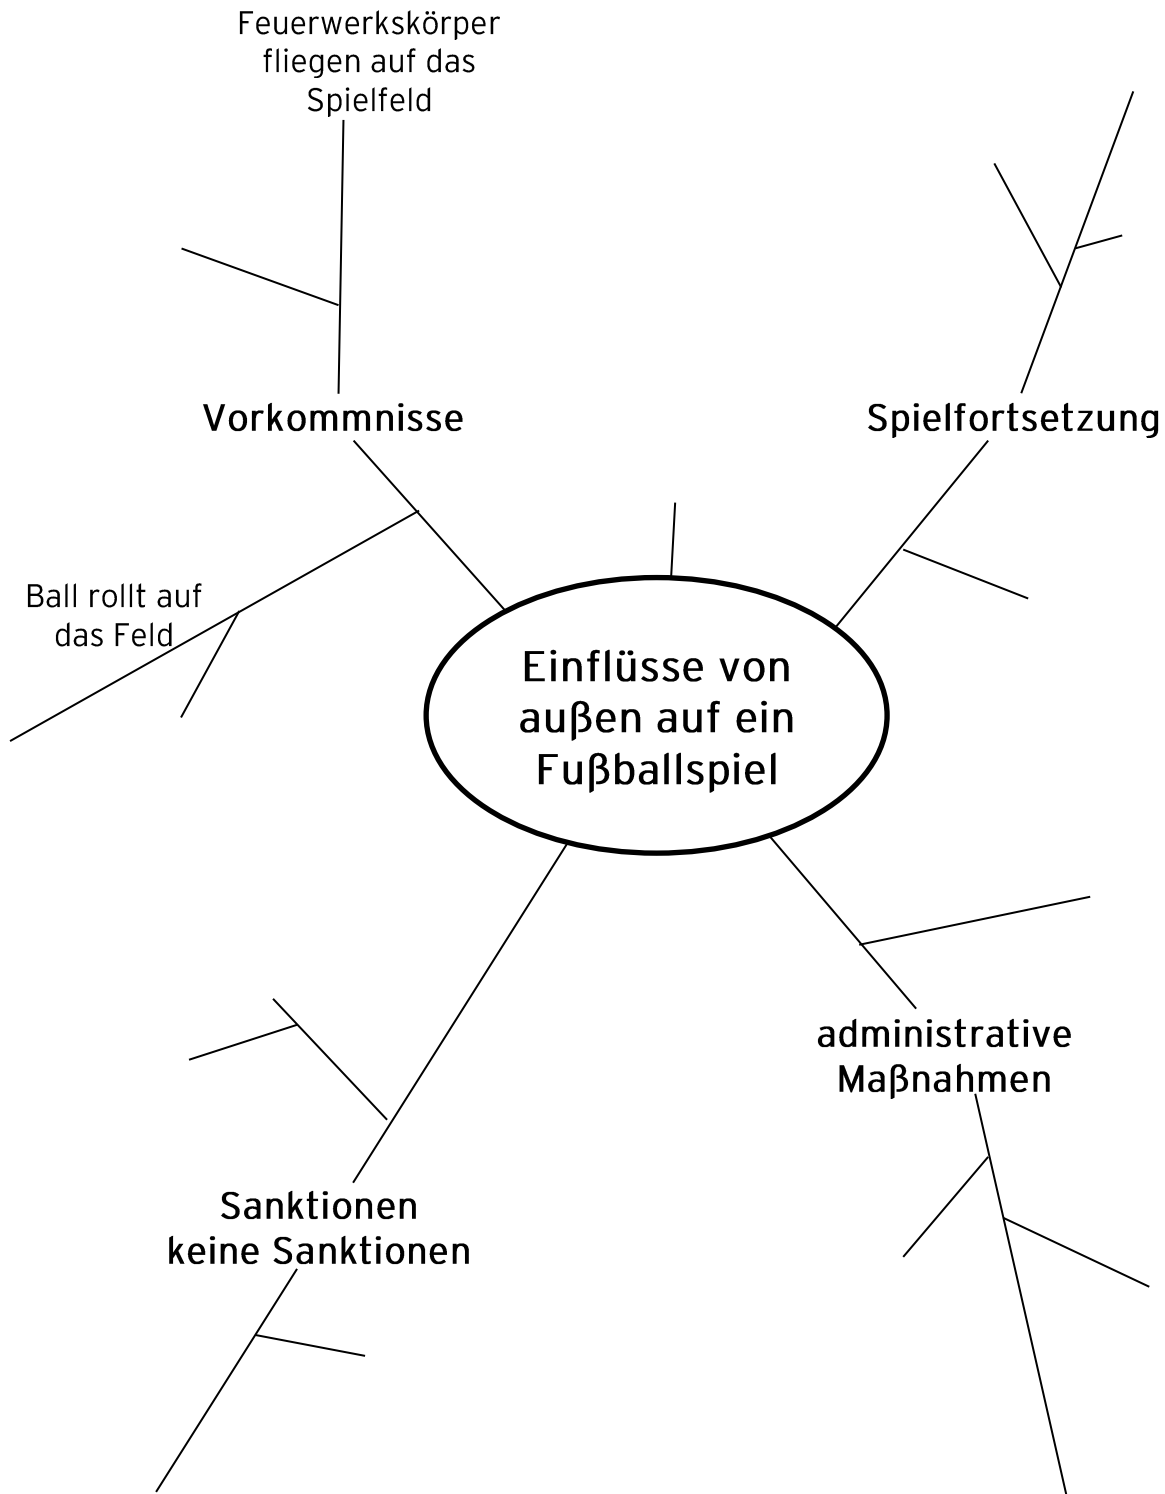 Feuerwerkskörper
fliegen auf das
Spielfeld
Vorkommnisse
Spielfortsetzung
Ball rollt auf
das Feld
Einflüsse von
außen auf ein
Fußballspiel
administrative
Maßnahmen
Sanktionen
keine Sanktionen